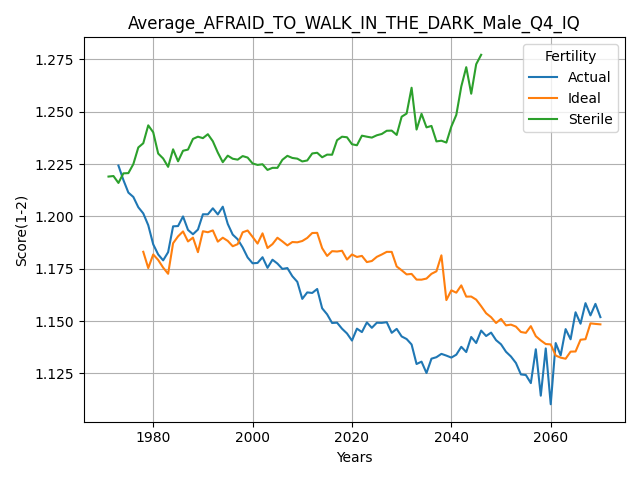 Average_AFRAID_TO_WALK_IN_THE_DARK_Male_Q4_IQ
Fertility
Actual
Ideal
Sterile
Score(1-2)
1.275
1.250
1.225
1.200
1.175
1.150
1.125
1980
2000
2020
2040
2060
Years